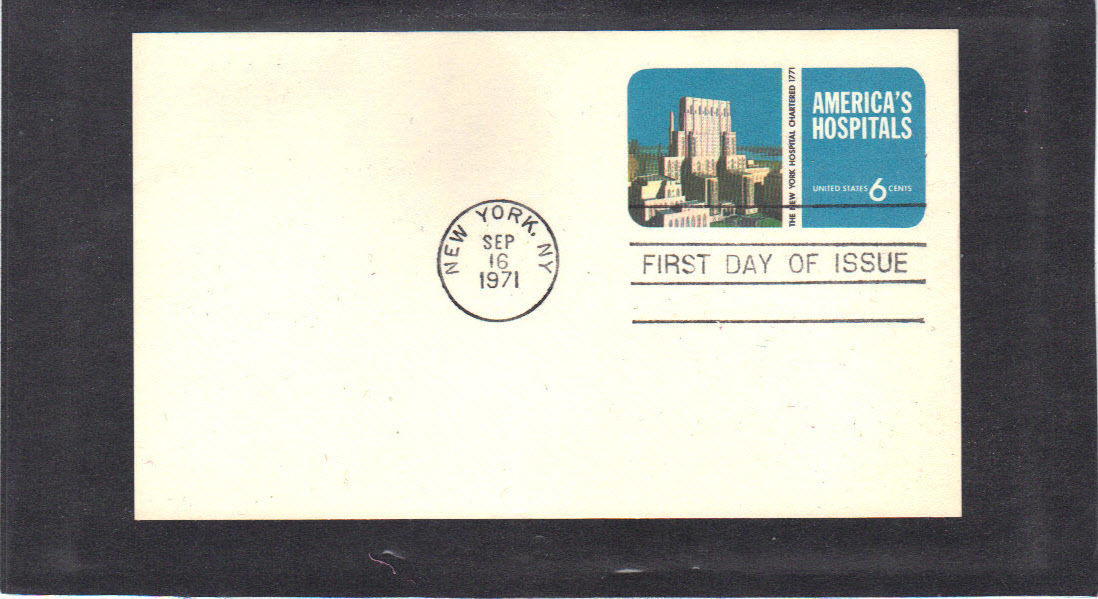 AMERICA'S
HOSPITALS
THE NEW YORK HOSPITAL CHARTERED 1771
UNITED STATES 6 CENTS
NEW YORK, NY
SEP
16
1971
FIRST DAY OF ISSUE